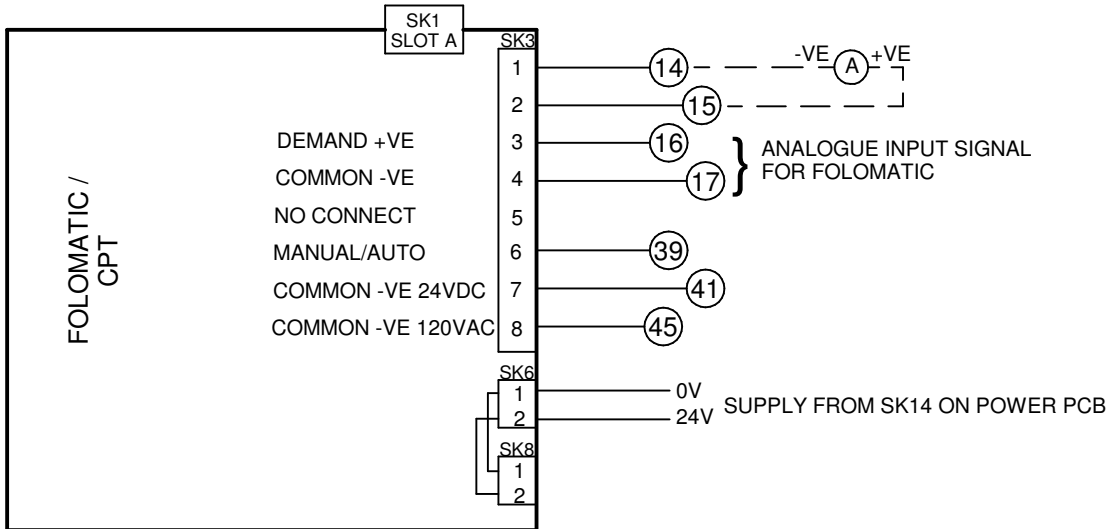 SK1
SLOT A
SK3
1
14
-VE
A
+VE
2
15
DEMAND +VE
3
16
COMMON -VE
4
17
}
ANALOGUE INPUT SIGNAL
FOR FOLOMATIC
NO CONNECT
5
MANUAL/AUTO
6
39
COMMON -VE 24VDC
7
41
COMMON -VE 120VAC
8
45
FOLOMATIC /
CPT
SK6
1
0V
2
24V
SUPPLY FROM SK14 ON POWER PCB
SK8
1
2